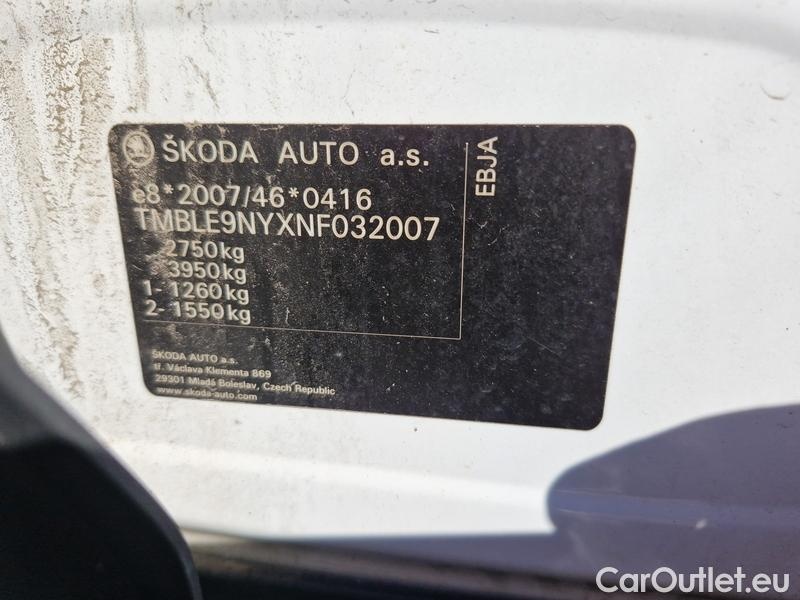 ŠKODA AUTO a.s.
e8*2007/46*0416
TMBLE9NYXNF032007
2750kg
3950kg
1- 1260kg
2- 1550kg
EBJA
ŠKODA AUTO a.s.
tř. Václava Klementa 869
29301 Mladá Boleslav, Czech Republic
www.skoda-auto.com
CarOutlet.eu